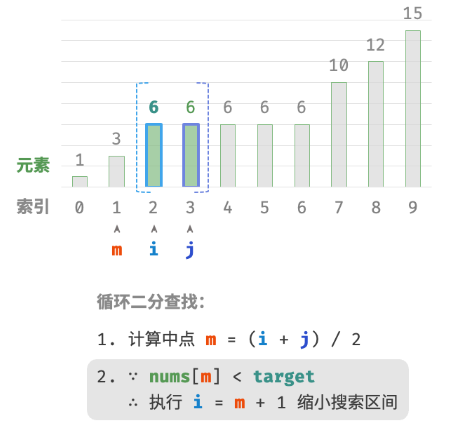 15
12
10
6 6 6 6 6
3
1
元素
索引 0 1 2 3 4 5 6 7 8 9
m i j
循环二分查找：
1. 计算中点 m = (i + j) / 2
2. ∵ nums[m] < target
∴ 执行 i = m + 1 缩小搜索区间